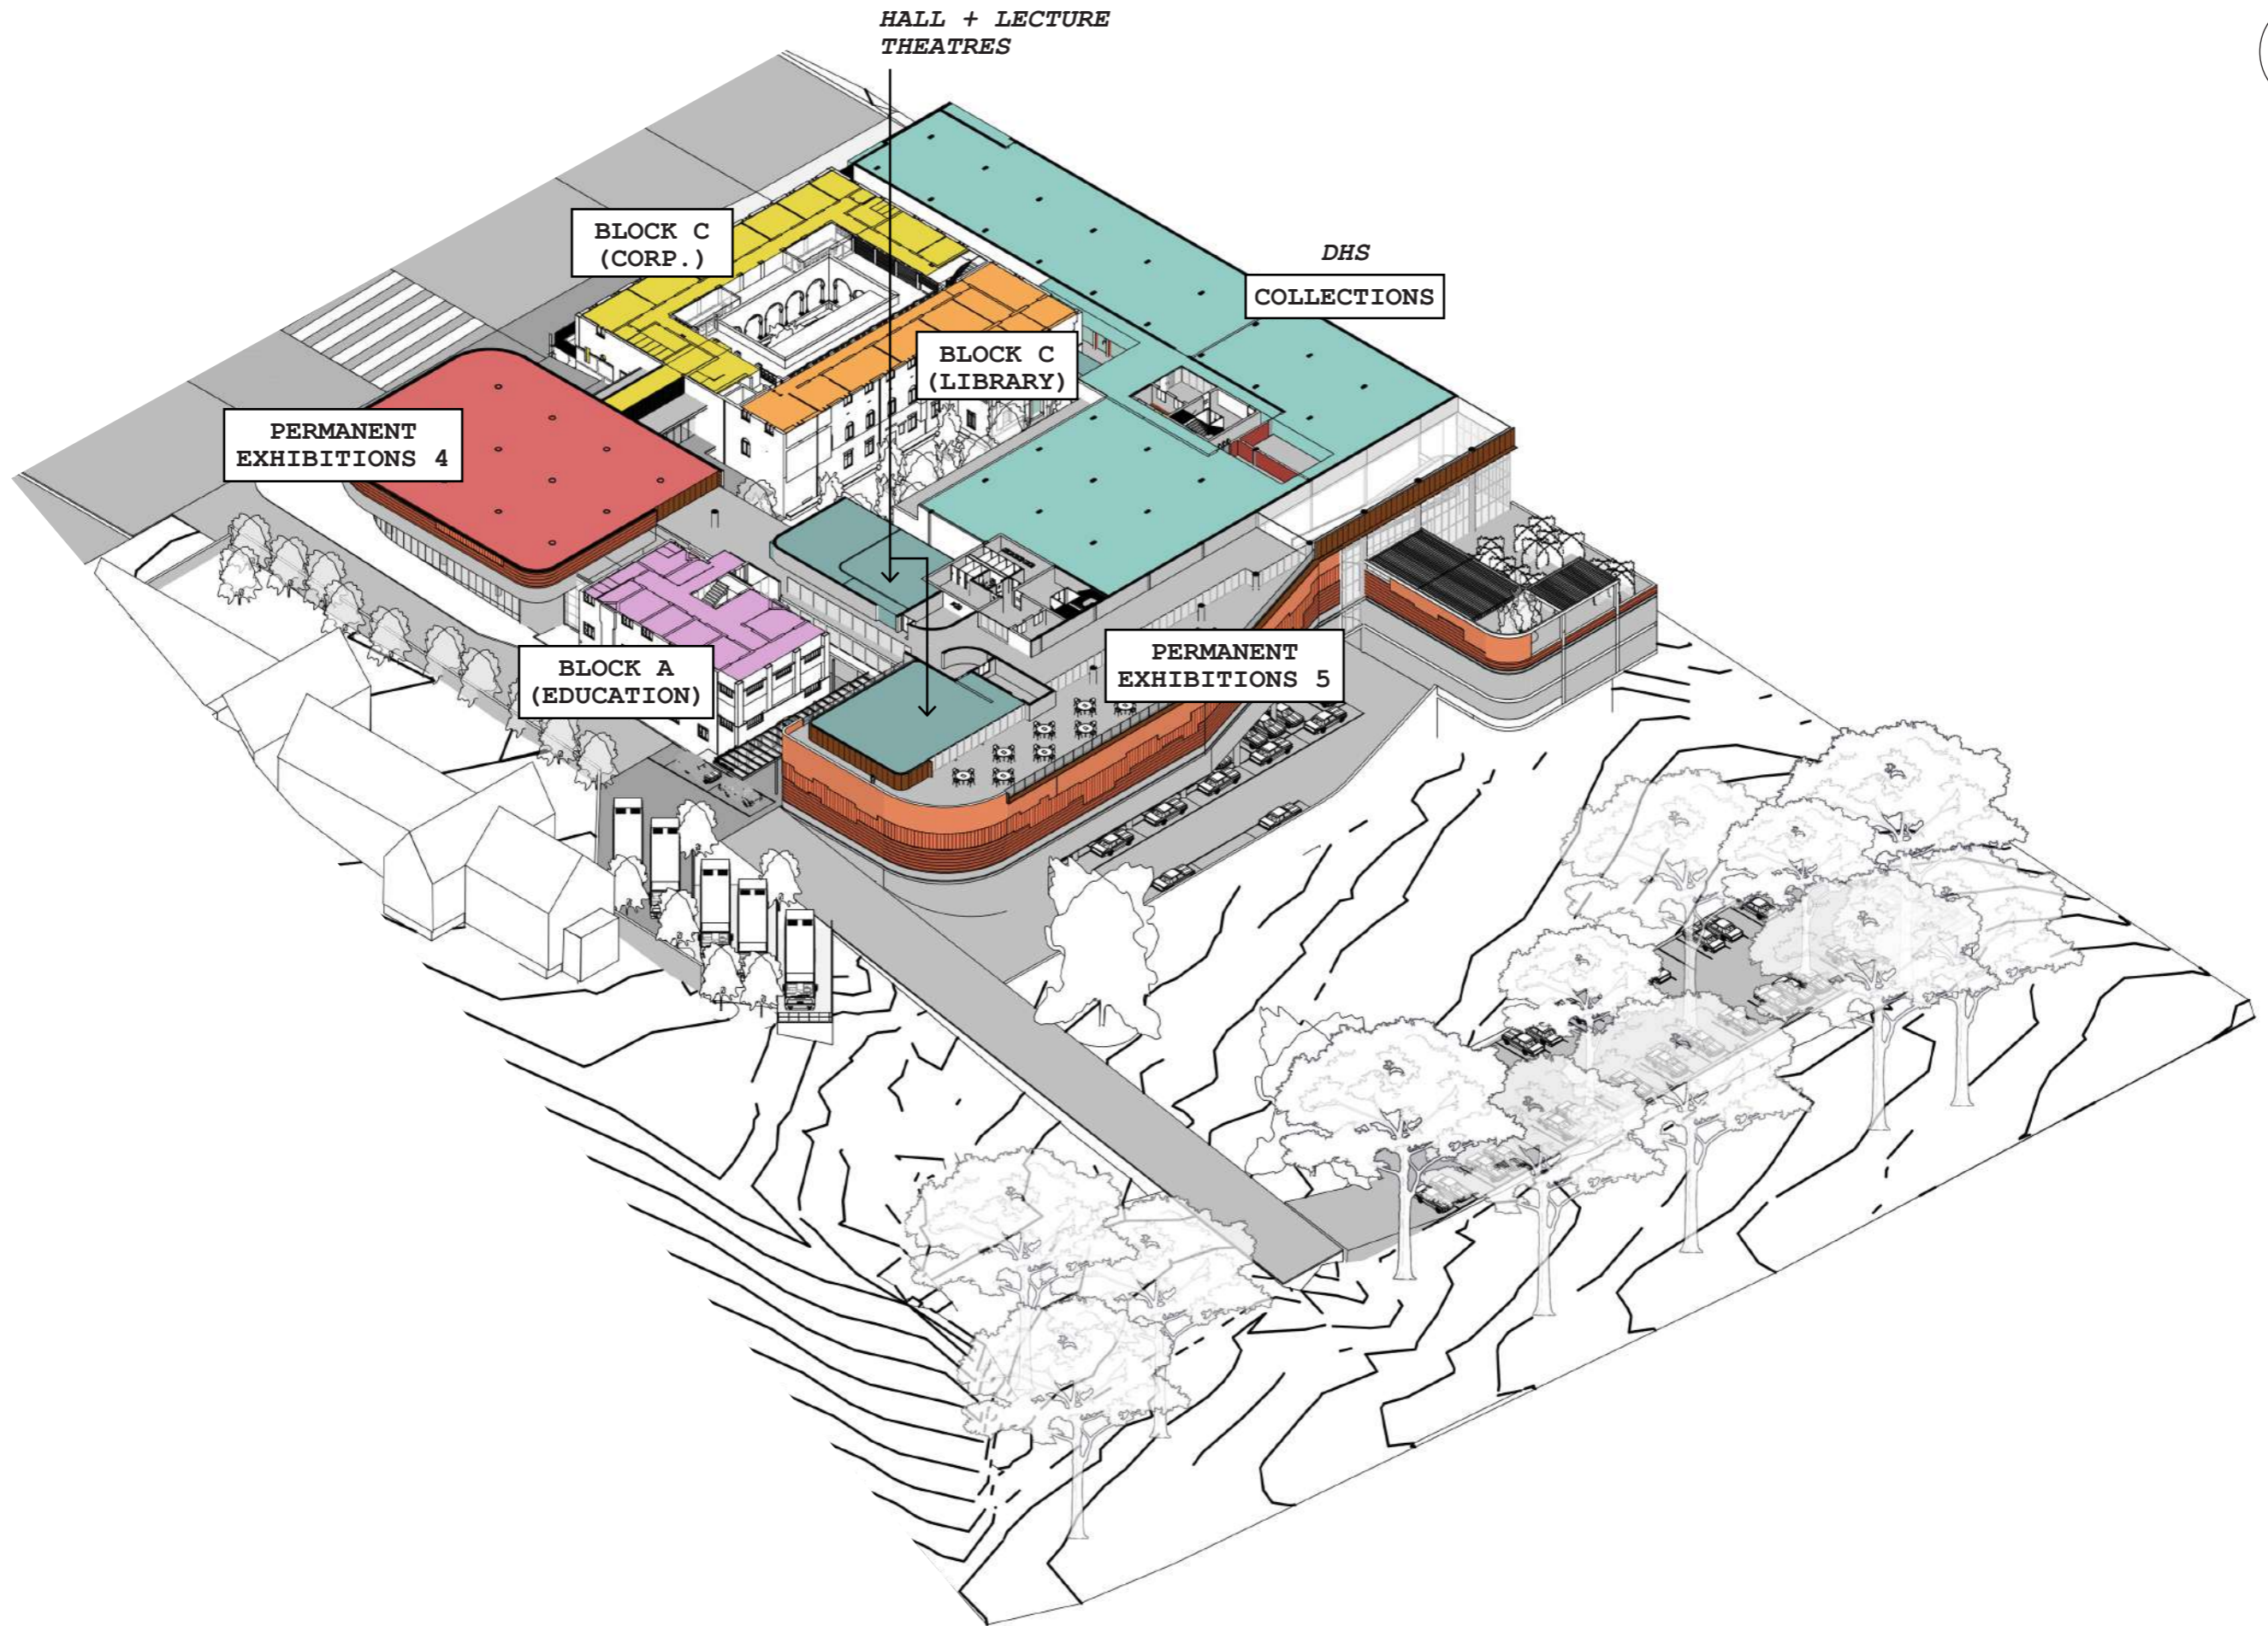 HALL + LECTURE
THEATRES
BLOCK C
(CORP.)
DHS
COLLECTIONS
BLOCK C
(LIBRARY)
PERMANENT
EXHIBITIONS 4
BLOCK A
(EDUCATION)
PERMANENT
EXHIBITIONS 5